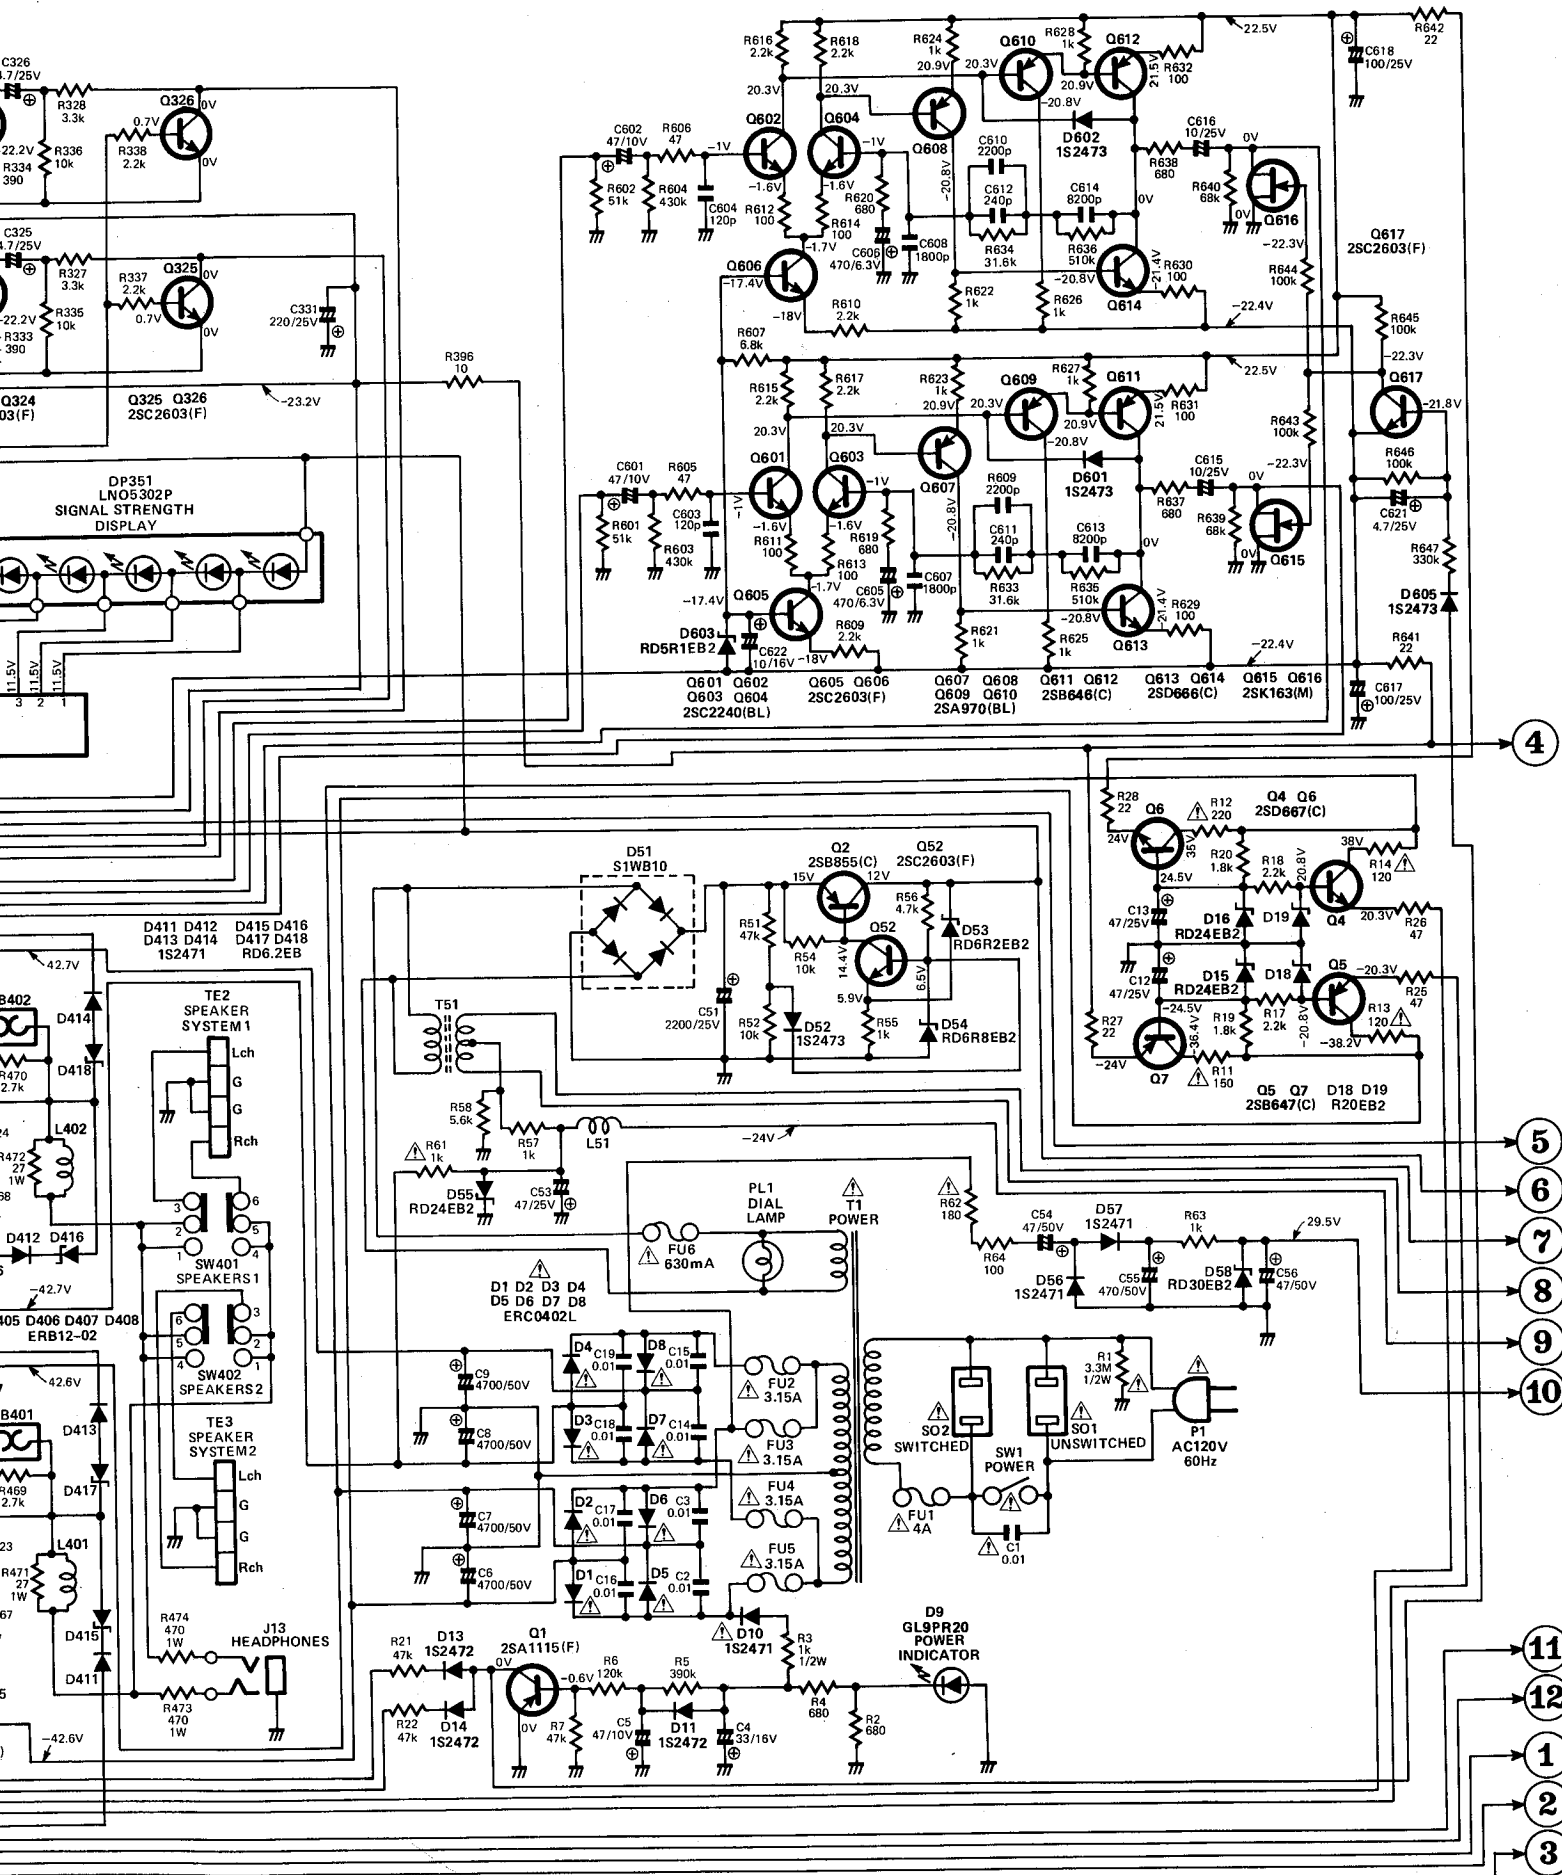 C326
4.7/25V
R328
3.3k
R336
10k
22.2V
R334
390
0.7V
R338
2.2k
Q326
0V
0V
C325
4.7/25V
R327
3.3k
R335
10k
-22.2V
R333
390
R337
2.2k
0.7V
Q325
0V
0V
C331
220/25V
Q324
Q325 Q326
2SC2603(F)
-23.2V
R396
10
DP351
LNO5302P
SIGNAL STRENGTH
DISPLAY
11.5V
11.5V
11.5V
3 2 1
R616
2.2k
R618
2.2k
R624
1k
20.9V
20.3V
20.3V
20.3V
Q610
R628
1k
20.9V
Q612
21.5V
R632
100
22.5V
C618
100/25V
R642
22
C602
47/10V
R606
47
-1V
Q602
Q604
-1V
Q608
-20.8V
-20.8V
D602
1S2473
C616
10/25V
R638
680
0V
R602
51k
R604
430k
C604
120p
-1.6V
R612
100
-1.6V
R614
100
R620
680
C606
470/6.3V
C608
1800p
C610
2200p
C612
240p
R634
31.6k
C614
8200p
R636
510k
0V
R640
68k
0V
Q616
-22.3V
R644
100k
Q617
2SC2603(F)
-1.7V
Q606
-17.4V
-18V
R610
2.2k
R622
1k
-20.8V
R626
1k
Q614
-21.4V
R630
100
-22.4V
R645
100k
-22.3V
R607
6.8k
R615
2.2k
R617
2.2k
R623
1k
20.9V
20.3V
20.3V
20.3V
Q609
R627
1k
20.9V
Q611
21.5V
R631
100
22.5V
Q617
-21.8V
R643
100k
-22.3V
R646
100k
C621
4.7/25V
R647
330k
D605
1S2473
C601
47/10V
R605
47
-1V
Q601
Q603
-1V
Q607
-20.8V
-20.8V
D601
1S2473
C615
10/25V
R637
680
0V
R601
51k
R603
430k
C603
120p
-1.6V
R611
100
-1.6V
R613
100
R619
680
C605
470/6.3V
C607
1800p
R609
2200p
C611
240p
R633
31.6k
C613
8200p
R635
510k
0V
R639
68k
0V
Q615
-1.7V
Q605
-17.4V
D603
RD5R1EB2
C622
10/16V
-18V
R609
2.2k
R621
1k
-20.8V
R625
1k
Q613
-21.4V
R629
100
-22.4V
R641
22
C617
100/25V
Q601 Q602
Q603 Q604
2SC2240(BL)
Q605 Q606
2SC2603(F)
Q607 Q608
Q609 Q610
2SA970(BL)
Q611 Q612
2SB646(C)
Q613 Q614
2SD666(C)
Q615 Q616
2SK163(M)
4
D51
S1WB10
Q2
2SB855(C)
15V
12V
Q52
2SC2603(F)
R51
47k
R54
10k
14.4V
Q52
R56
4.7k
D53
RD6R2EB2
6.5V
5.9V
C51
2200/25V
R52
10k
D52
1S2473
R55
1k
D54
RD6R8EB2
R28
22
Q6
24V
35V
R12
220
Q4 Q6
2SD667(C)
24.5V
R20
1.8k
R18
2.2k
20.8V
38V
R14
120
Q4
20.3V
R26
47
C13
47/25V
D16
RD24EB2
D19
C12
47/25V
D15
RD24EB2
D18
Q5
-20.3V
R25
47
-24.5V
-36.4V
R19
1.8k
R17
2.2k
-20.8V
R13
120
-38.2V
R27
22
-24V
Q7
R11
150
Q5 Q7
2SB647(C)
D18 D19
R20EB2
D411 D412
D413 D414
1S2471
D415 D416
D417 D418
RD6.2EB
42.7V
B402
D414
R470
2.7k
D418
L402
R472
27
1W
D412 D416
-42.7V
405 D406 D407 D408
ERB12-02
TE2
SPEAKER
SYSTEM1
Lch
G
G
Rch
3
2
1
6
5
4
SW401
SPEAKERS1
6
5
4
3
2
1
SW402
SPEAKERS2
T51
R58
5.6k
R57
1k
L51
-24V
R61
1k
D55
RD24EB2
C53
47/25V
5
6
7
8
9
10
FU6
630mA
PL1
DIAL
LAMP
T1
POWER
R62
180
R64
100
C54
47/50V
D57
1S2471
R63
1k
29.5V
D56
1S2471
C55
470/50V
D58
RD30EB2
C56
47/50V
D1 D2 D3 D4
D5 D6 D7 D8
ERC0402L
42.6V
B401
D413
R469
2.7k
D417
L401
R471
27
1W
D415
D411
-42.6V
TE3
SPEAKER
SYSTEM2
Lch
G
G
Rch
C9
4700/50V
C8
4700/50V
C7
4700/50V
C6
4700/50V
D4
C19
0.01
D8
C15
0.01
D3
C18
0.01
D7
C14
0.01
D2
C17
0.01
D6
C3
0.01
D1
C16
0.01
D5
C2
0.01
FU2
3.15A
FU3
3.15A
FU4
3.15A
FU5
3.15A
SO2
SWITCHED
SO1
UNSWITCHED
R1
3.3M
1/2W
P1
AC120V
60Hz
SW1
POWER
FU1
4A
C1
0.01
R474
470
1W
J13
HEADPHONES
R473
470
1W
R21
47k
D13
1S2472
R22
47k
D14
1S2472
Q1
2SA1115(F)
0V
0V
-0.6V
R7
47k
R6
120k
C5
47/10V
R5
390k
D11
1S2472
C4
33/16V
D10
1S2471
R3
1k
1/2W
R4
680
R2
680
D9
GL9PR20
POWER
INDICATOR
11
12
1
2
3